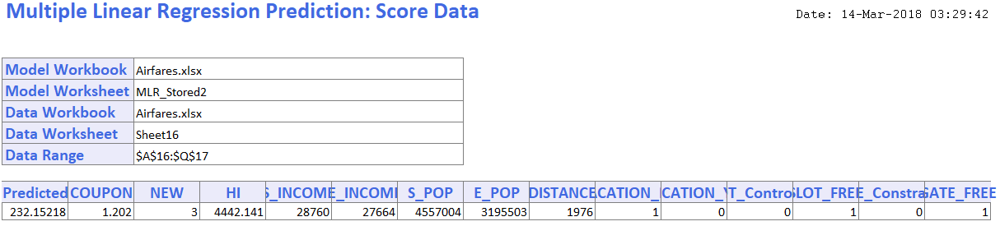 Multiple Linear Regression Prediction: Score Data
Date: 14-Mar-2018 03:29:42
Model Workbook Airfares.xlsx
Model Worksheet MLR_Stored2
Data Workbook Airfares.xlsx
Data Worksheet Sheet16
Data Range $A$16:$Q$17
Predicted COUPON NEW HI S_INCOME E_INCOME S_POP E_POP DISTANCE ACATION_ CATION_ T_Contro SLOT_FREE E_Constra GATE_FREE
232.15218 1.202 3 4442.141 28760 27664 4557004 3195503 1976 1 0 0 1 0 1